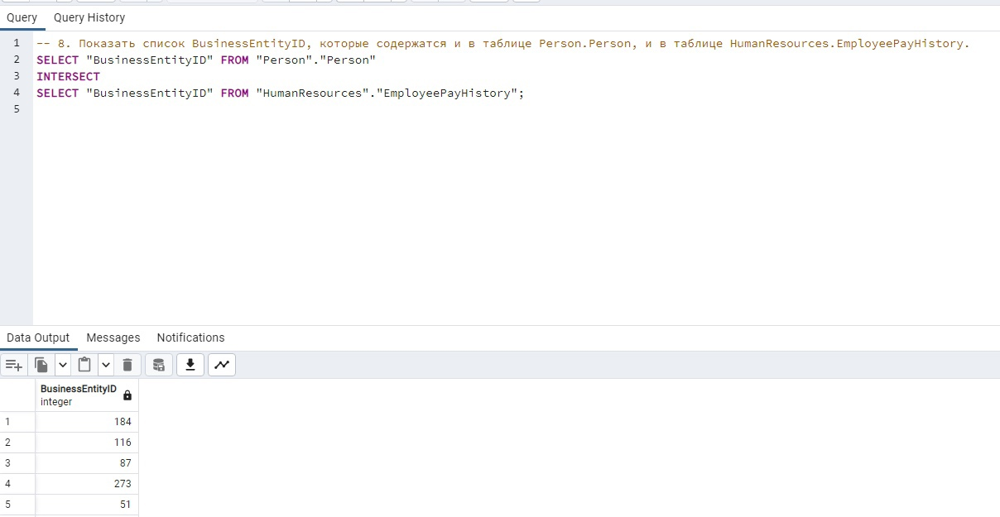 Query Query History
1 -- 8. Показать список BusinessEntityID, которые содержатся и в таблице Person.Person, и в таблице HumanResources.EmployeePayHistory.
2 SELECT "BusinessEntityID" FROM "Person"."Person"
3 INTERSECT
4 SELECT "BusinessEntityID" FROM "HumanResources"."EmployeePayHistory";
5
Data Output Messages Notifications
BusinessEntityID
integer
1 184
2 116
3 87
4 273
5 51